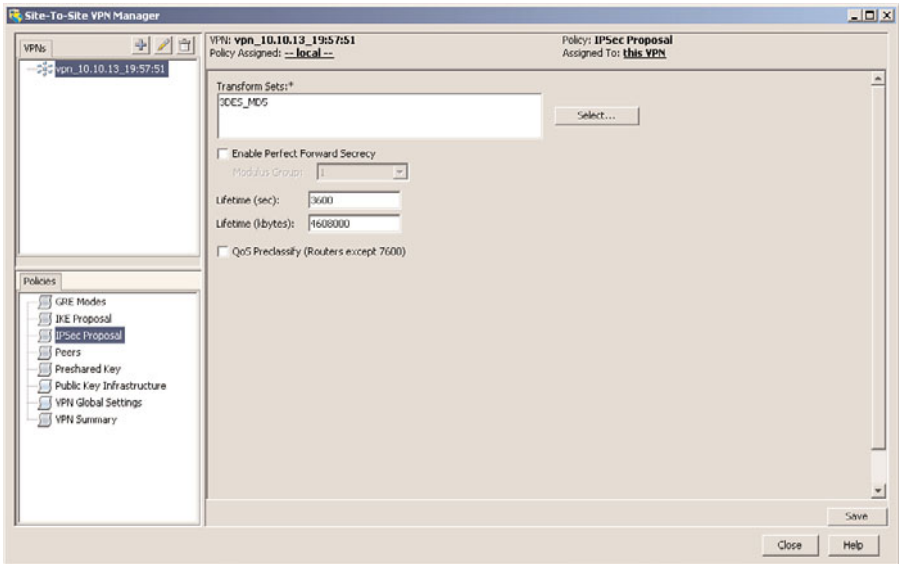 Site-To-Site VPN Manager
VPNs
vpn_10.10.13_19:57:51
VPN: vpn_10.10.13_19:57:51
Policy Assigned: -- local --
Policy: IPSec Proposal
Assigned To: this VPN
Transform Sets:*
3DES_MD5
Select...
Enable Perfect Forward Secrecy
Modulus Group: 1
Lifetime (sec): 3600
Lifetime (kbytes): 4608000
QoS Preclassify (Routers except 7600)
Policies
GRE Modes
IKE Proposal
IPSec Proposal
Peers
Preshared Key
Public Key Infrastructure
VPN Global Settings
VPN Summary
Save
Close
Help